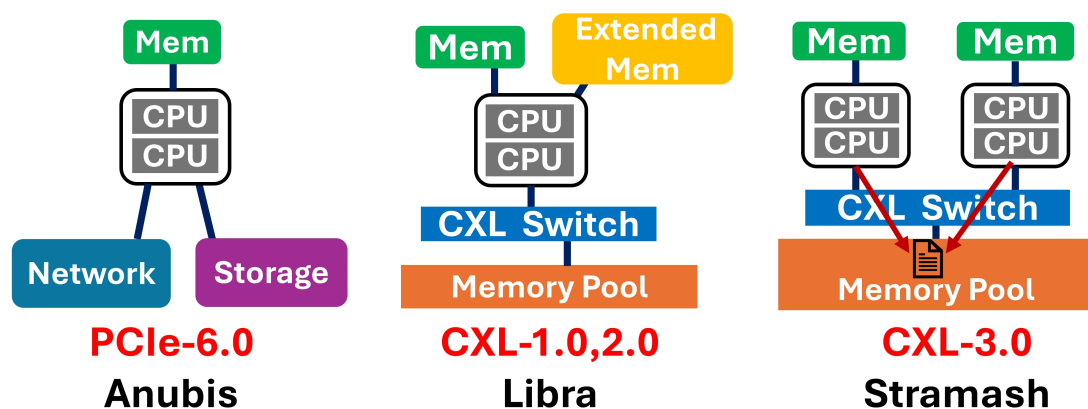 Mem
CPU
CPU
Network
Storage
PCIe-6.0
Anubis
Mem
Extended
Mem
CPU
CPU
CXL Switch
Memory Pool
CXL-1.0,2.0
Libra
Mem
Mem
CPU
CPU
CPU
CPU
CXL Switch
Memory Pool
CXL-3.0
Stramash